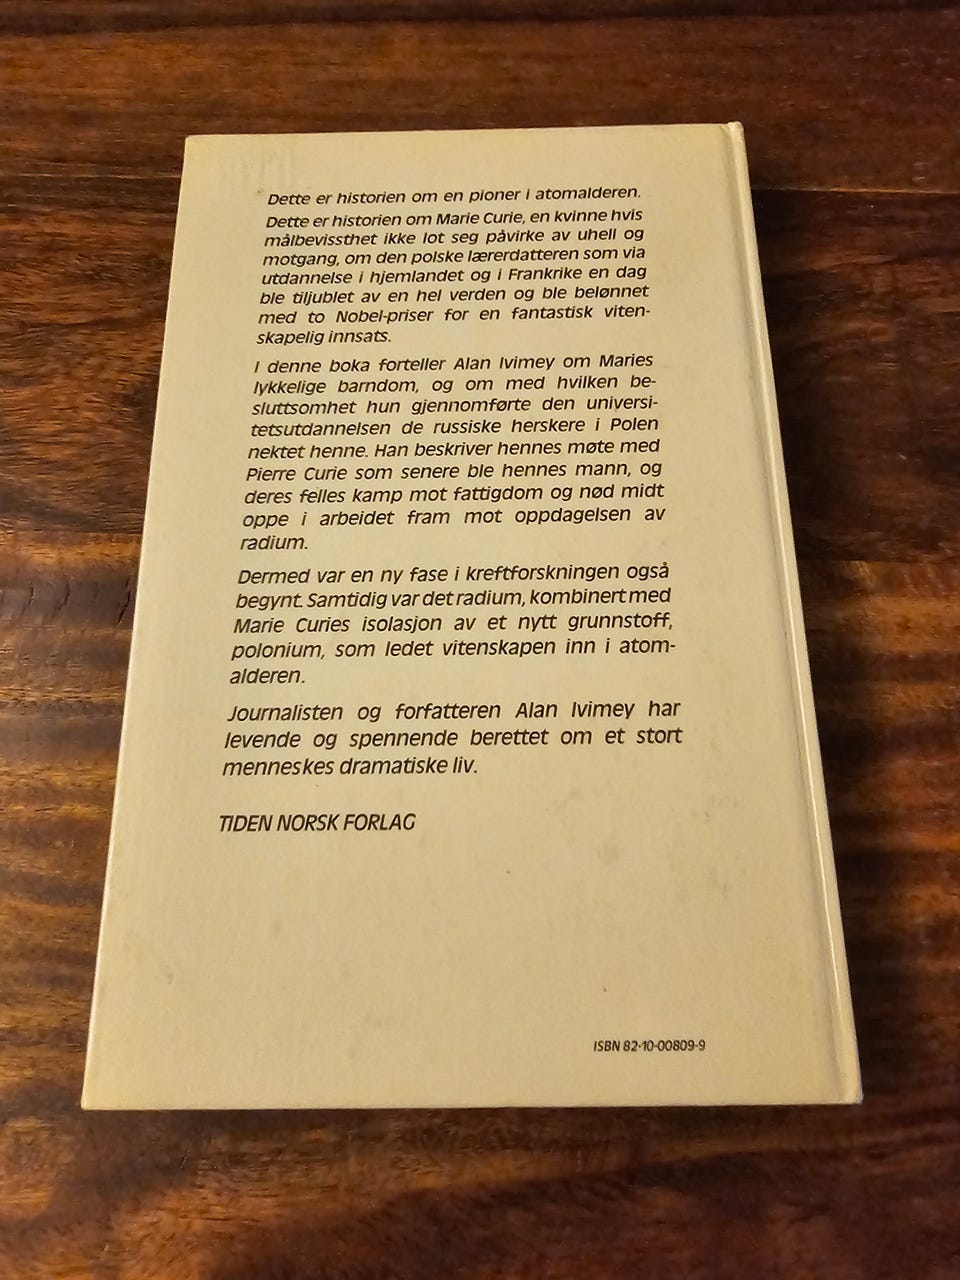 Dette er historien om en pioner i atomalderen.
Dette er historien om Marie Curie, en kvinne hvis
målbevissthet ikke lot seg påvirke av uhell og
motgang, om den polske lærerdatteren som via
utdannelse i hjemlandet og i Frankrike en dag
ble tiljublet av en hel verden og ble belønnet
med to Nobel-priser for en fantastisk viten-
skapelig innsats.
I denne boka forteller Alan Ivimey om Maries
lykkelige barndom, og om med hvilken be-
sluttsomhet hun gjennomførte den universi-
tetsutdannelsen de russiske herskere i Polen
nektet henne. Han beskriver hennes møte med
Pierre Curie som senere ble hennes mann, og
deres felles kamp mot fattigdom og nød midt
oppe i arbeidet fram mot oppdagelsen av
radium.
Dermed var en ny fase i kreftforskningen også
begynt. Samtidig var det radium, kombinert med
Marie Curies isolasjon av et nytt grunnstoff,
polonium, som ledet vitenskapen inn i atom-
alderen.
Journalisten og forfatteren Alan Ivimey har
levende og spennende berettet om et stort
menneskes dramatiske liv.
TIDEN NORSK FORLAG
ISBN 82-10-00809-9